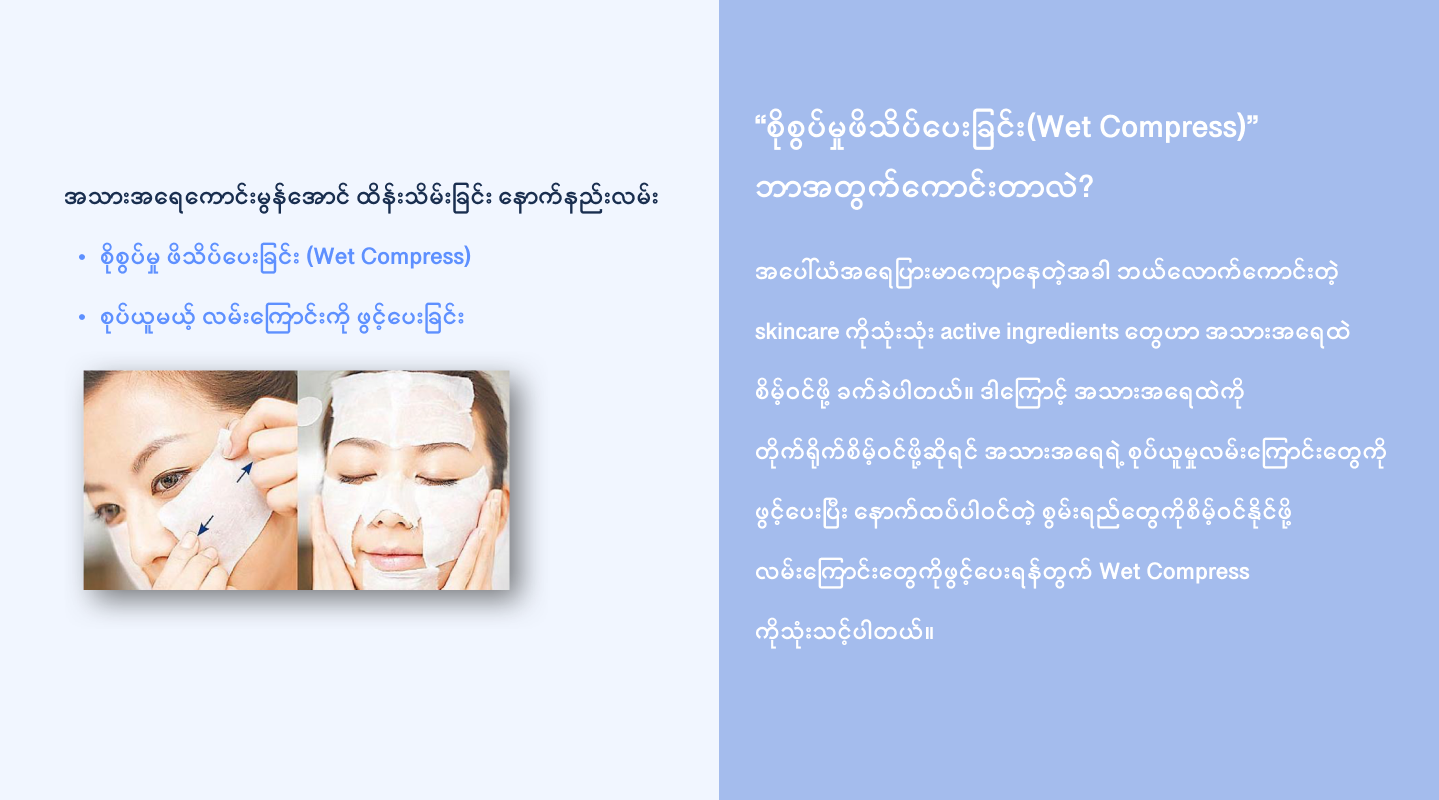 အသားအရေကောင်းမွန်အောင် ထိန်းသိမ်းခြင်း နောက်နည်းလမ်း
• စိုစွပ်မှု ဖိသိပ်ပေးခြင်း (Wet Compress)
• စုပ်ယူမယ့် လမ်းကြောင်းကို ဖွင့်ပေးခြင်း
“စိုစွပ်မှုဖိသိပ်ပေးခြင်း(Wet Compress)”
ဘာအတွက်ကောင်းတာလဲ?
အပေါ်ယံအရေပြားမာကျောနေတဲ့အခါ ဘယ်လောက်ကောင်းတဲ့
skincare ကိုသုံးသုံး active ingredients တွေဟာ အသားအရေထဲ
စိမ့်ဝင်ဖို့ ခက်ခဲပါတယ်။ ဒါကြောင့် အသားအရေထဲကို
တိုက်ရိုက်စိမ့်ဝင်ဖို့ဆိုရင် အသားအရေရဲ့ စုပ်ယူမှုလမ်းကြောင်းတွေကို
ဖွင့်ပေးပြီး နောက်ထပ်ပါဝင်တဲ့ စွမ်းရည်တွေကိုစိမ့်ဝင်နိုင်ဖို့
လမ်းကြောင်းတွေကိုဖွင့်ပေးရန်တွက် Wet Compress
ကိုသုံးသင့်ပါတယ်။